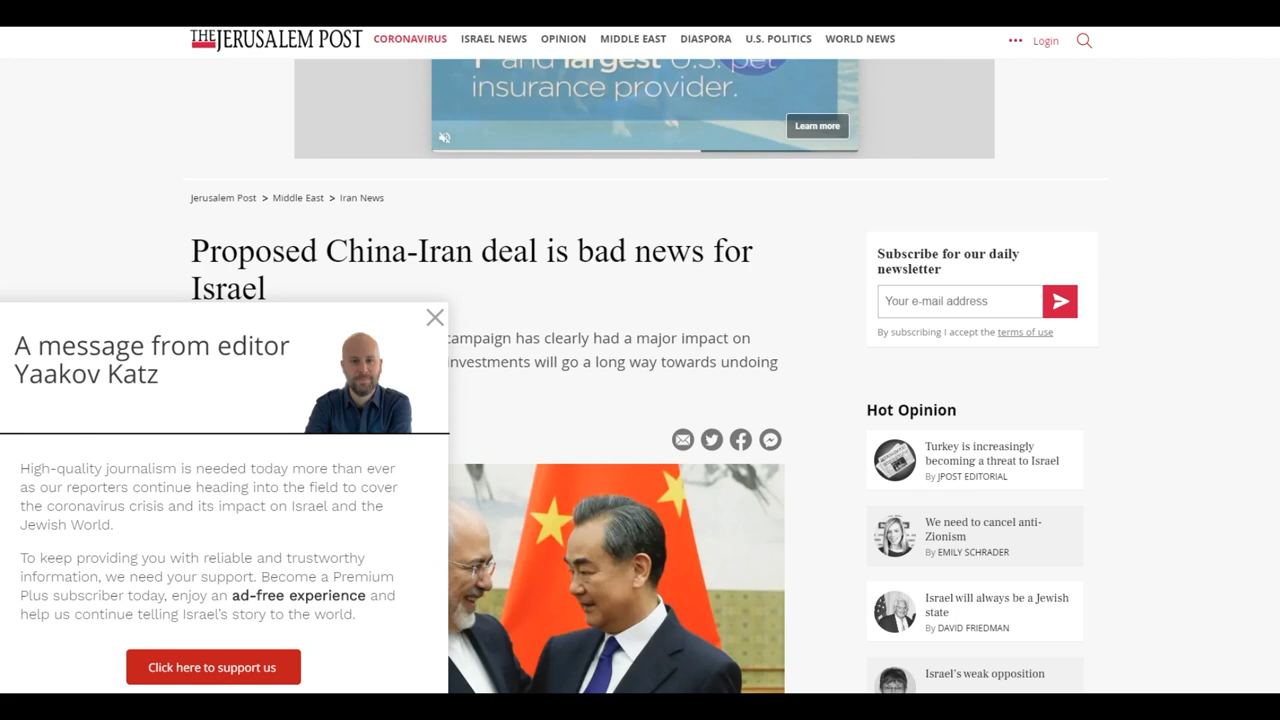 THE JERUSALEM POST
CORONAVIRUS
ISRAEL NEWS
OPINION
MIDDLE EAST
DIASPORA
U.S. POLITICS
WORLD NEWS
Login
and largest U.S. pet
insurance provider.
Learn more
Jerusalem Post > Middle East > Iran News
Proposed China-Iran deal is bad news for
Israel
campaign has clearly had a major impact on
investments will go a long way towards undoing
A message from editor
Yaakov Katz
High-quality journalism is needed today more than ever
as our reporters continue heading into the field to cover
the coronavirus crisis and its impact on Israel and the
Jewish World.
To keep providing you with reliable and trustworthy
information, we need your support. Become a Premium
Plus subscriber today, enjoy an ad-free experience and
help us continue telling Israel's story to the world.
Click here to support us
Subscribe for our daily
newsletter
Your e-mail address
By subscribing I accept the terms of use
Hot Opinion
Turkey is increasingly
becoming a threat to Israel
By JPOST EDITORIAL
We need to cancel anti-
Zionism
By EMILY SCHRADER
Israel will always be a Jewish
state
By DAVID FRIEDMAN
Israel's weak opposition